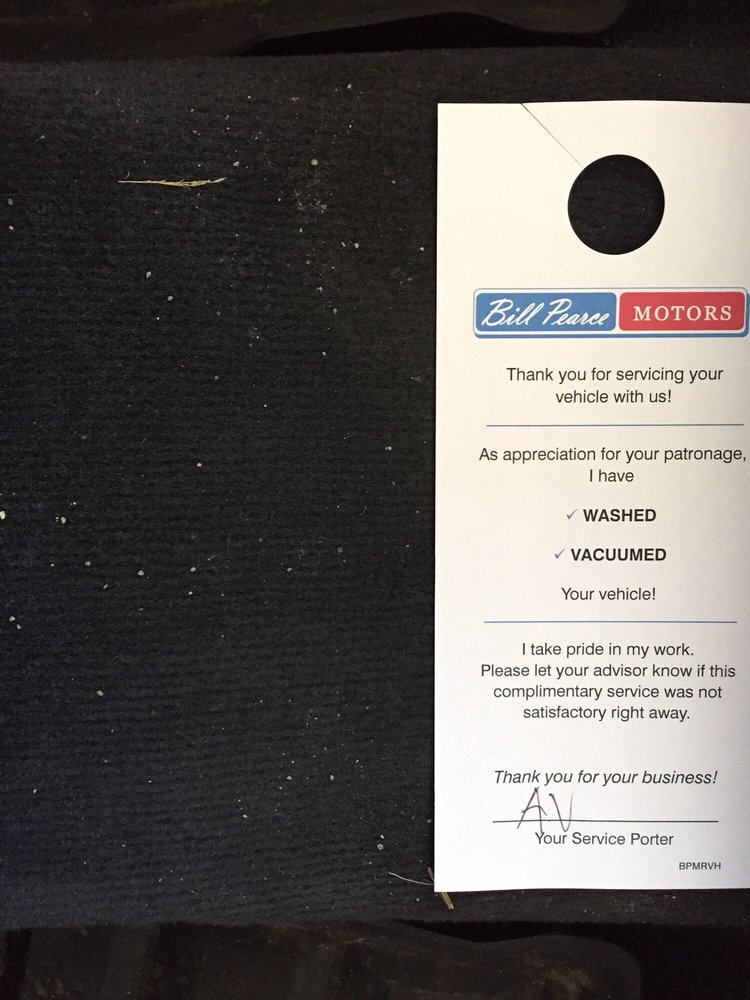 Bill Pearce MOTORS
Thank you for servicing your
vehicle with us!
As appreciation for your patronage,
I have
✓ WASHED
✓ VACUUMED
Your vehicle!
I take pride in my work.
Please let your advisor know if this
complimentary service was not
satisfactory right away.
Thank you for your business!
AV
Your Service Porter
BPMRVH